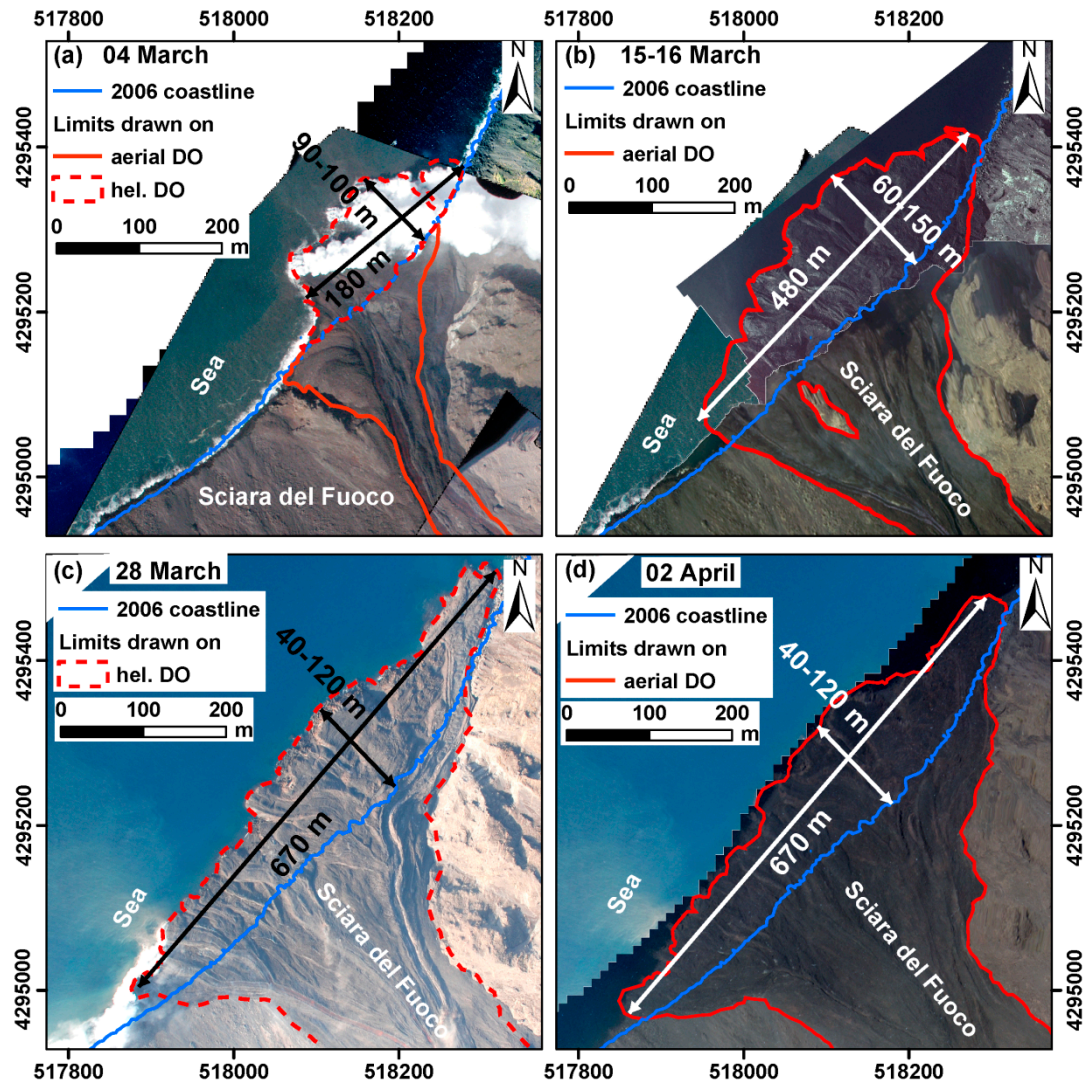 517800 518000 518200 517800 518000 518200
(a) 04 March
2006 coastline
Limits drawn on
aerial DO
hel. DO
0 100 200
m
N
90-100 m
180 m
Sea
Sciara del Fuoco
4295400
4295200
4295000
(b) 15-16 March
2006 coastline
Limits drawn on
aerial DO
0 100 200
m
N
60-150 m
480 m
Sea
Sciara del Fuoco
4295400
4295200
4295000
(c) 28 March
2006 coastline
Limits drawn on
hel. DO
0 100 200
m
N
40-120 m
670 m
Sea
Sciara del Fuoco
4295400
4295200
4295000
(d) 02 April
2006 coastline
Limits drawn on
aerial DO
0 100 200
m
N
40-120 m
670 m
Sea
Sciara del Fuoco
4295400
4295200
4295000
517800 518000 518200 517800 518000 518200